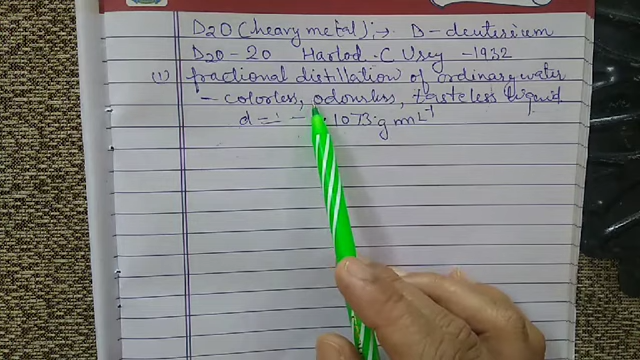 D2O (heavy metal) :→ D - deuterium
D2O - 20 Harlod . C Urey - 1932
(1) fractional distillation of ordinary water
- colorless, odourless, tasteless liquid
d = 1.1073 g mL⁻¹